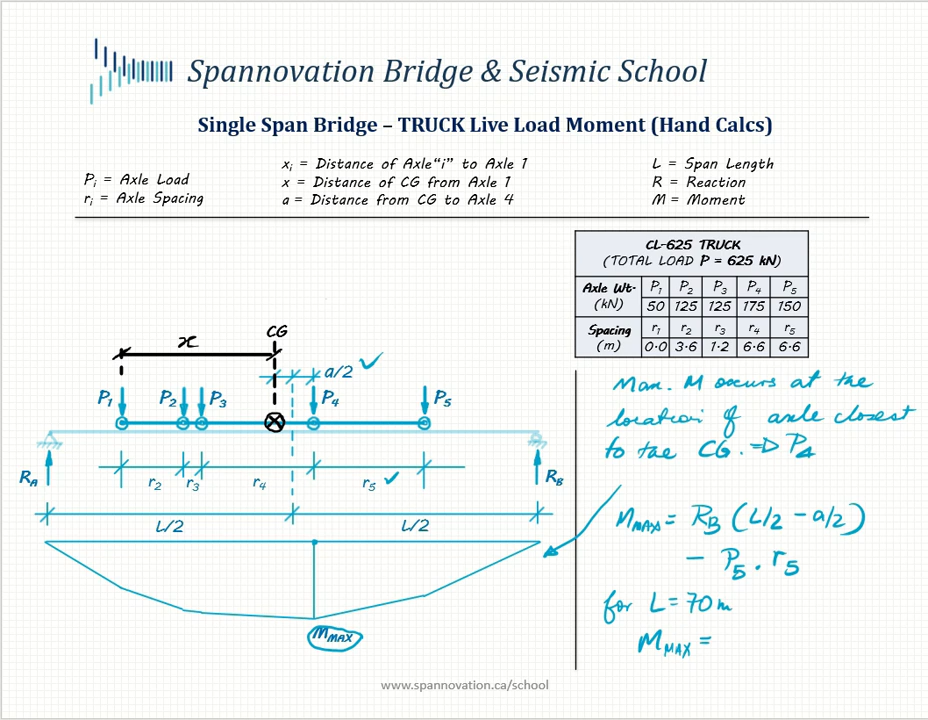 Spannovation Bridge & Seismic School
Single Span Bridge – TRUCK Live Load Moment (Hand Calcs)
Pi = Axle Load
ri = Axle Spacing
xi = Distance of Axle“i” to Axle 1
x = Distance of CG from Axle 1
a = Distance from CG to Axle 4
L = Span Length
R = Reaction
M = Moment
CL-625 TRUCK
(TOTAL LOAD P = 625 kN)
Axle Wt. P1 P2 P3 P4 P5
(kN) 50 125 125 175 150
Spacing r1 r2 r3 r4 r5
(m) 0.0 3.6 1.2 6.6 6.6
CG
x
a/2 ✓
P1 P2 P3 P4 P5
RA RB
r2 r3 r4 r5 ✓
L/2 L/2
MMAX
Max. M occurs at the
location of axle closest
to the CG. ⇒ P4
MMAX = RB (L/2 - a/2)
- P5 . r5
for L = 70m
MMAX =
www.spannovation.ca/school